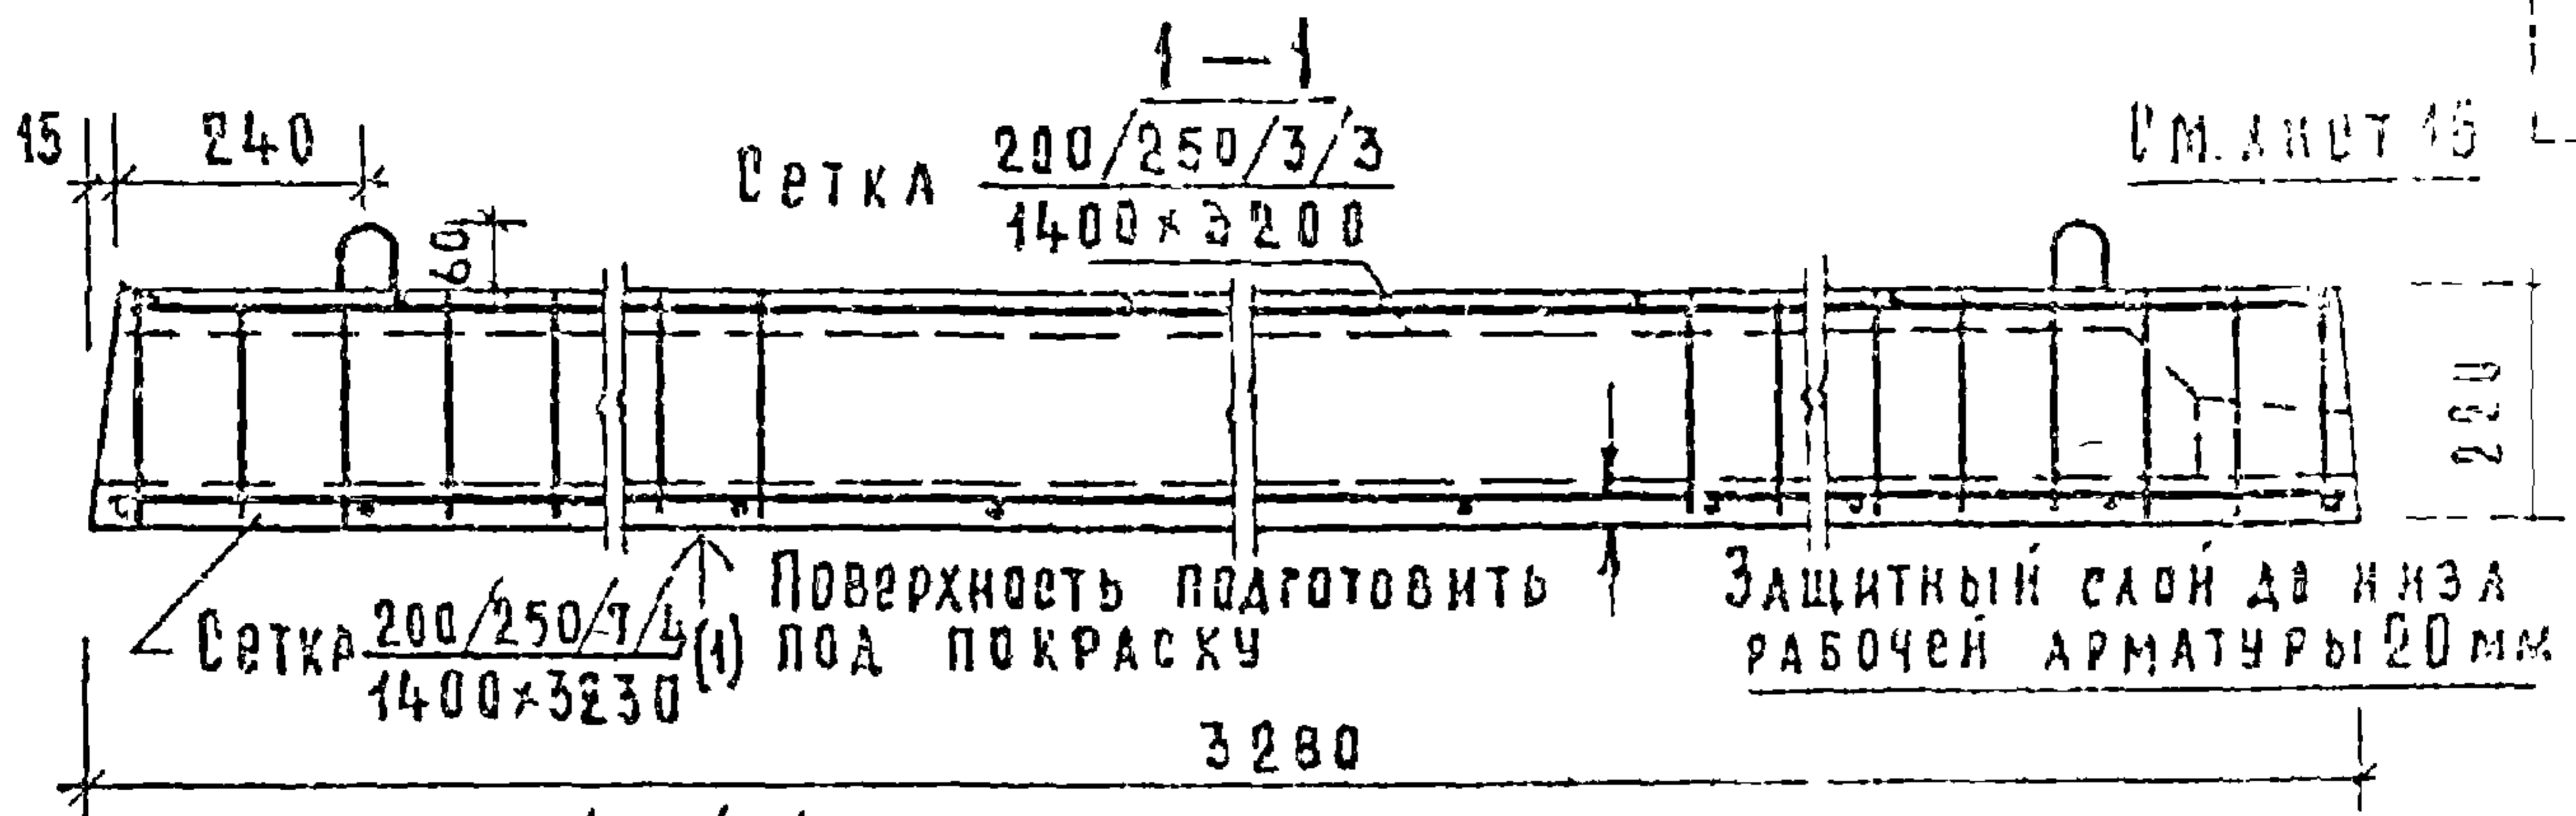 1 — 1
15
240
Сетка 200/250/3/3
1400×3200
См. лист 15
60
220
Сетка 200/250/7/4 (1)
1400×3230
Поверхность подготовить
под покраску
Защитный слой до низа
рабочей арматуры 20 мм
3280